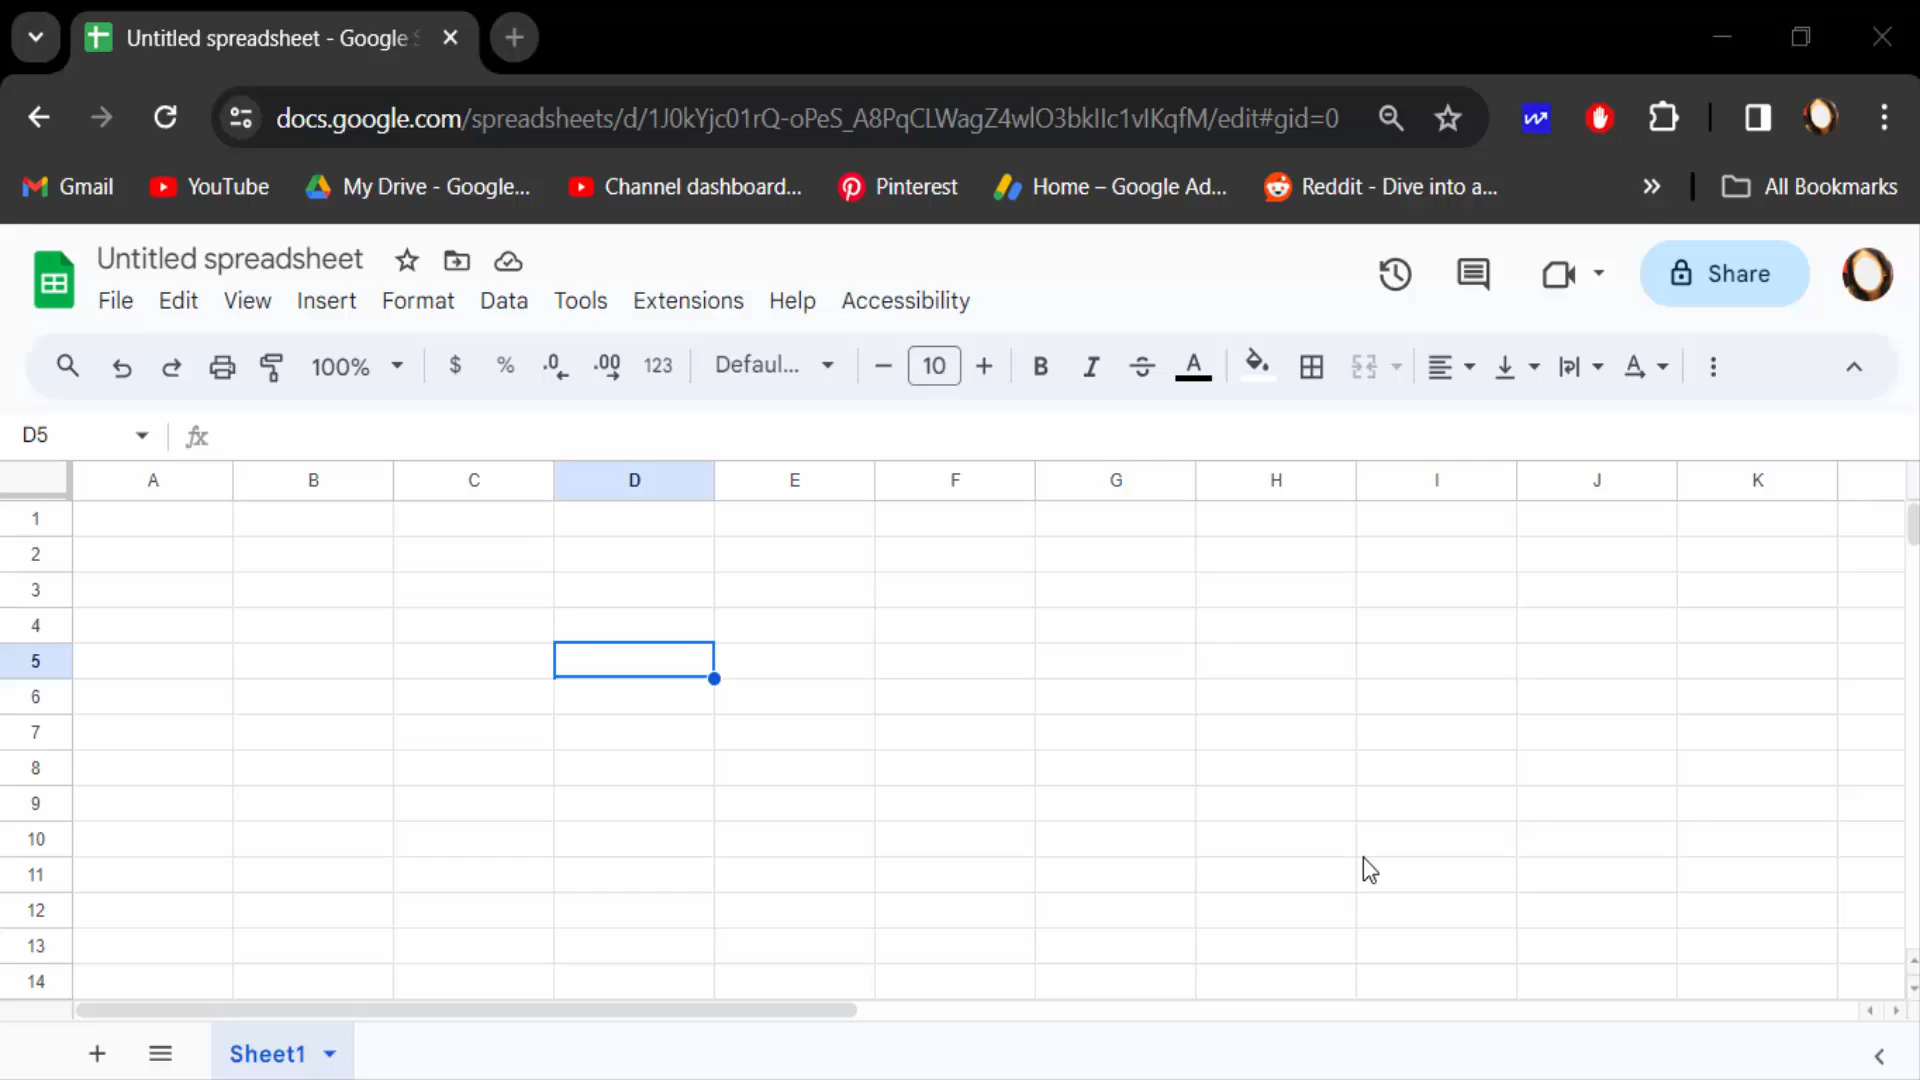 Untitled spreadsheet - Google S
docs.google.com/spreadsheets/d/1J0kYjc01rQ-oPeS_A8PqCLWagZ4wlO3bkIIc1vIKqfM/edit#gid=0
Gmail YouTube My Drive - Google... Channel dashboard... Pinterest Home – Google Ad... Reddit - Dive into a... » All Bookmarks
Untitled spreadsheet
Share
File Edit View Insert Format Data Tools Extensions Help Accessibility
100% $ % .0 .00 123 Defaul... 10 B I A A
D5 fx
A B C D E F G H I J K
1
2
3
4
5
6
7
8
9
10
11
12
13
14
Sheet1